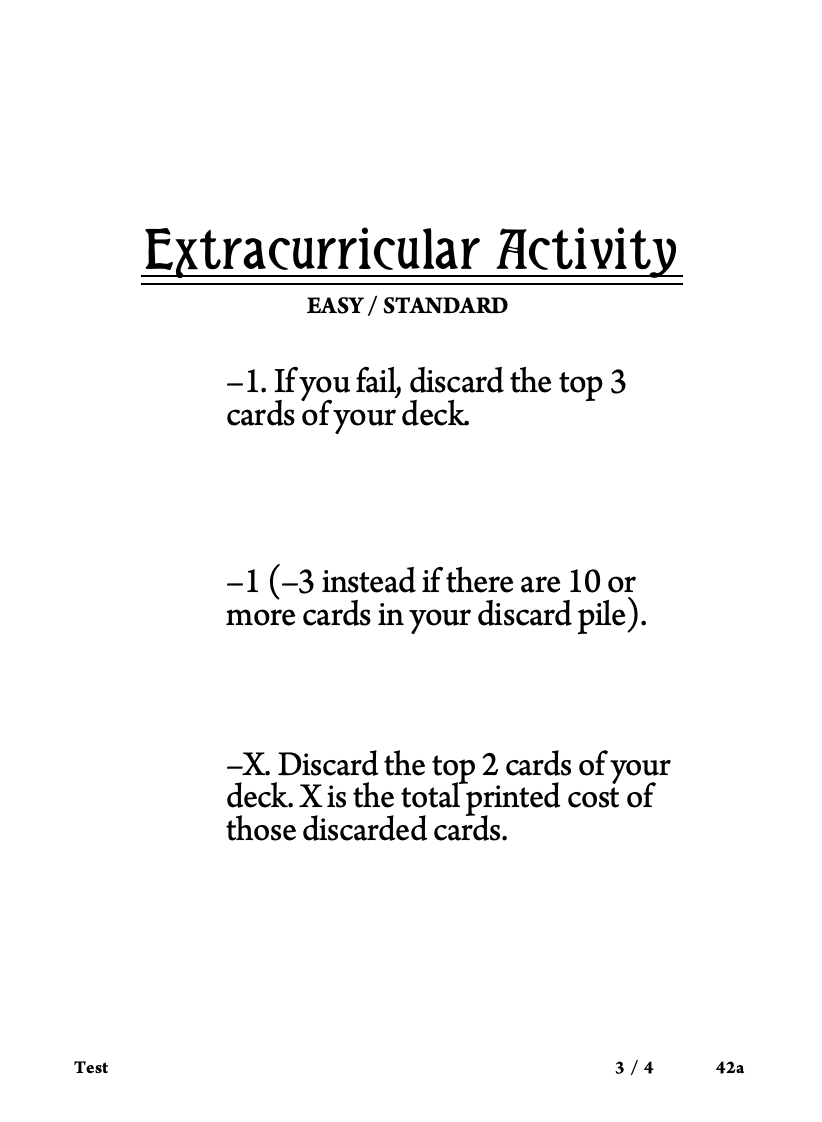 Extracurricular Activity
EASY / STANDARD
–1. If you fail, discard the top 3
cards of your deck.
–1 (–3 instead if there are 10 or
more cards in your discard pile).
–X. Discard the top 2 cards of your
deck. X is the total printed cost of
those discarded cards.
Test 3 / 4 42a